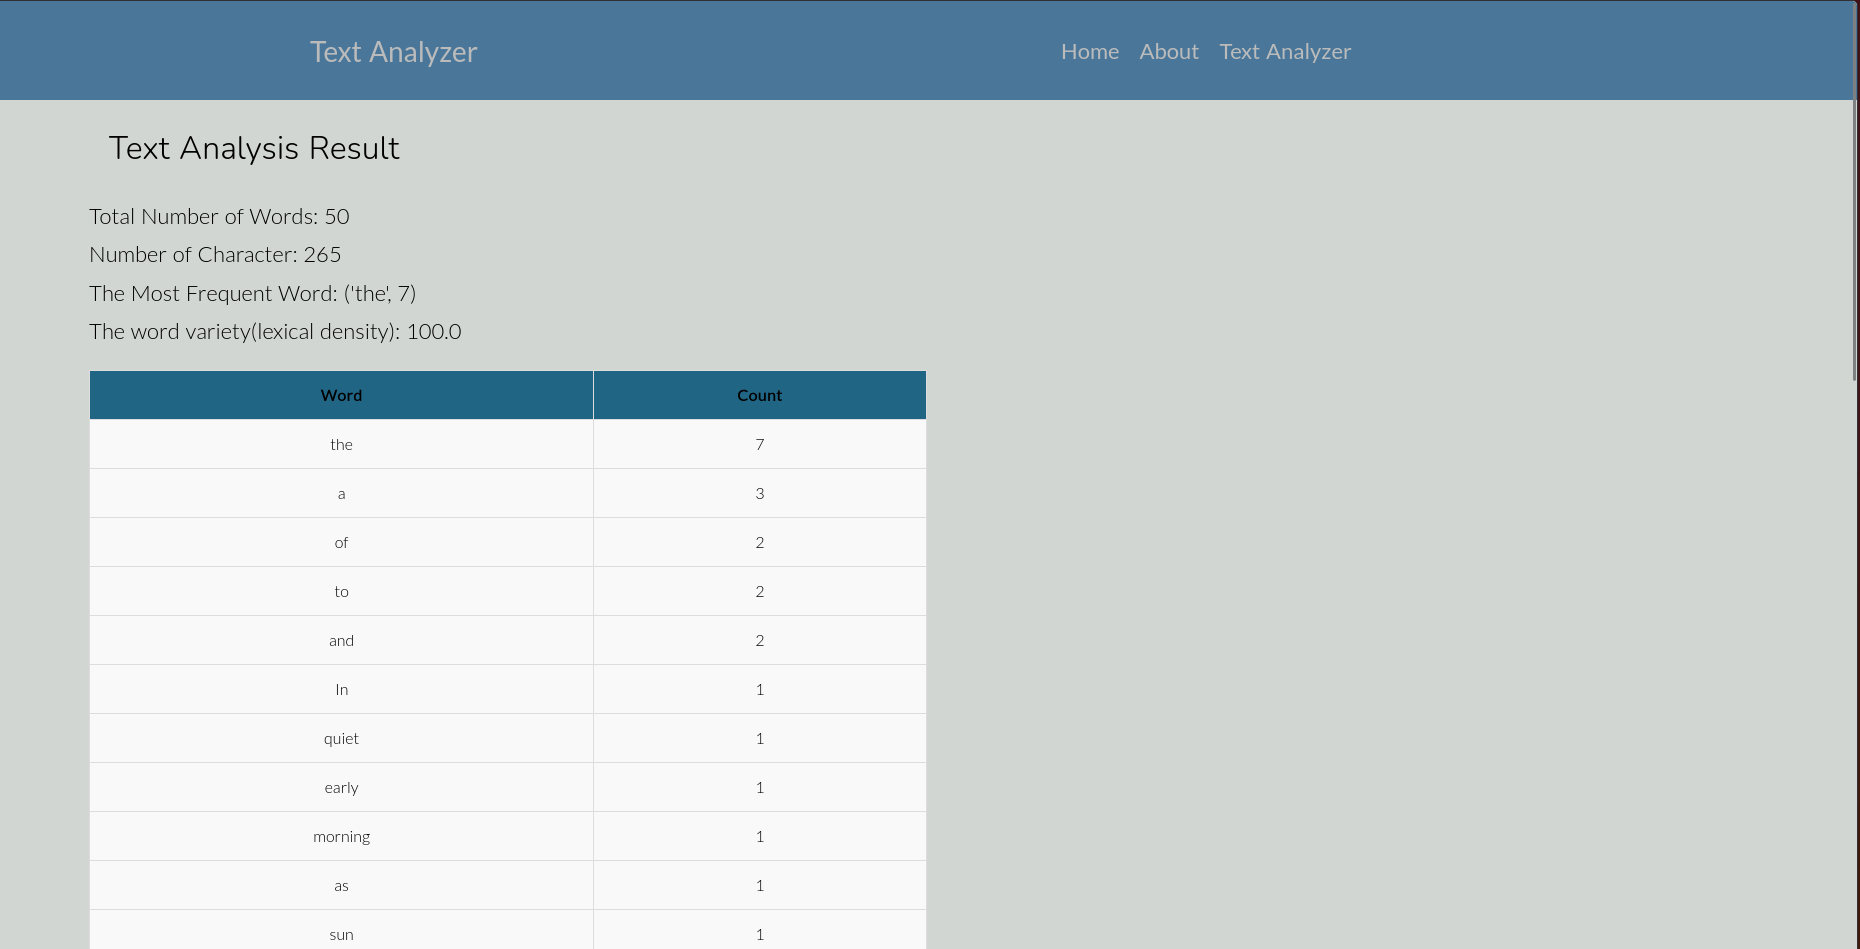 Text Analyzer
Home About Text Analyzer
Text Analysis Result
Total Number of Words: 50
Number of Character: 265
The Most Frequent Word: ('the', 7)
The word variety(lexical density): 100.0
Word Count
the 7
a 3
of 2
to 2
and 2
In 1
quiet 1
early 1
morning 1
as 1
sun 1